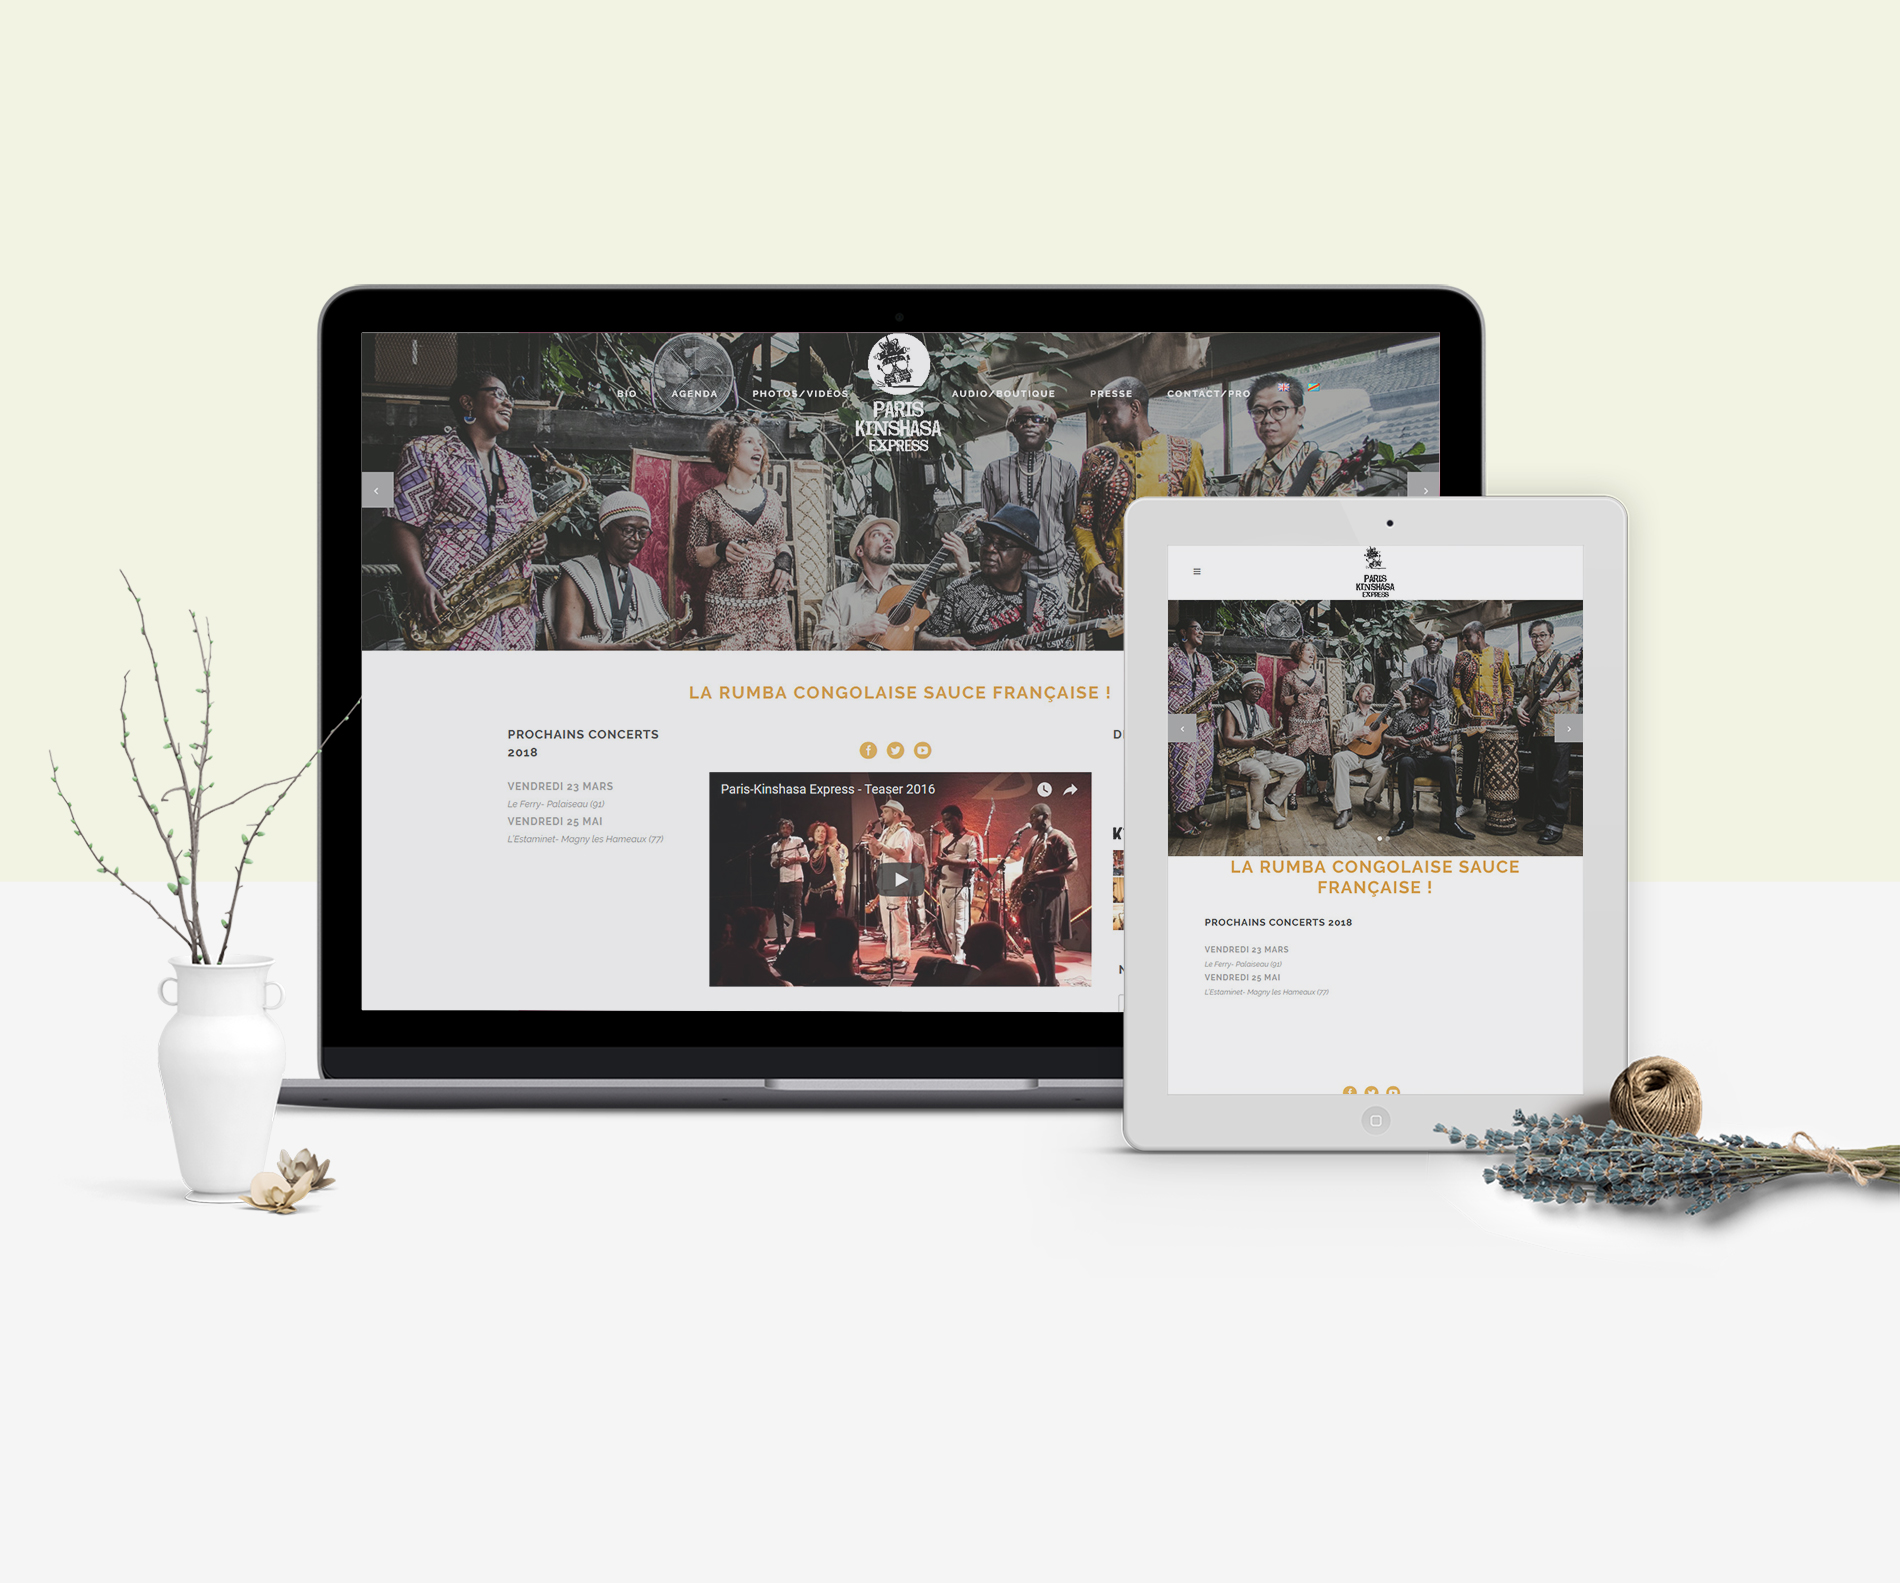 BIO AGENDA PHOTOS/VIDEOS AUDIO/BOUTIQUE PRESSE CONTACT/PRO
PARIS
KINSHASA
EXPRESS
LA RUMBA CONGOLAISE SAUCE FRANÇAISE !
PROCHAINS CONCERTS
2018
VENDREDI 23 MARS
Le Ferry- Palaiseau (91)
VENDREDI 25 MAI
L'Estaminet- Magny les Hameaux (77)
Paris-Kinshasa Express - Teaser 2016
PARIS
KINSHASA
EXPRESS
LA RUMBA CONGOLAISE SAUCE
FRANÇAISE !
PROCHAINS CONCERTS 2018
VENDREDI 23 MARS
Le Ferry- Palaiseau (91)
VENDREDI 25 MAI
L'Estaminet- Magny les Hameaux (77)